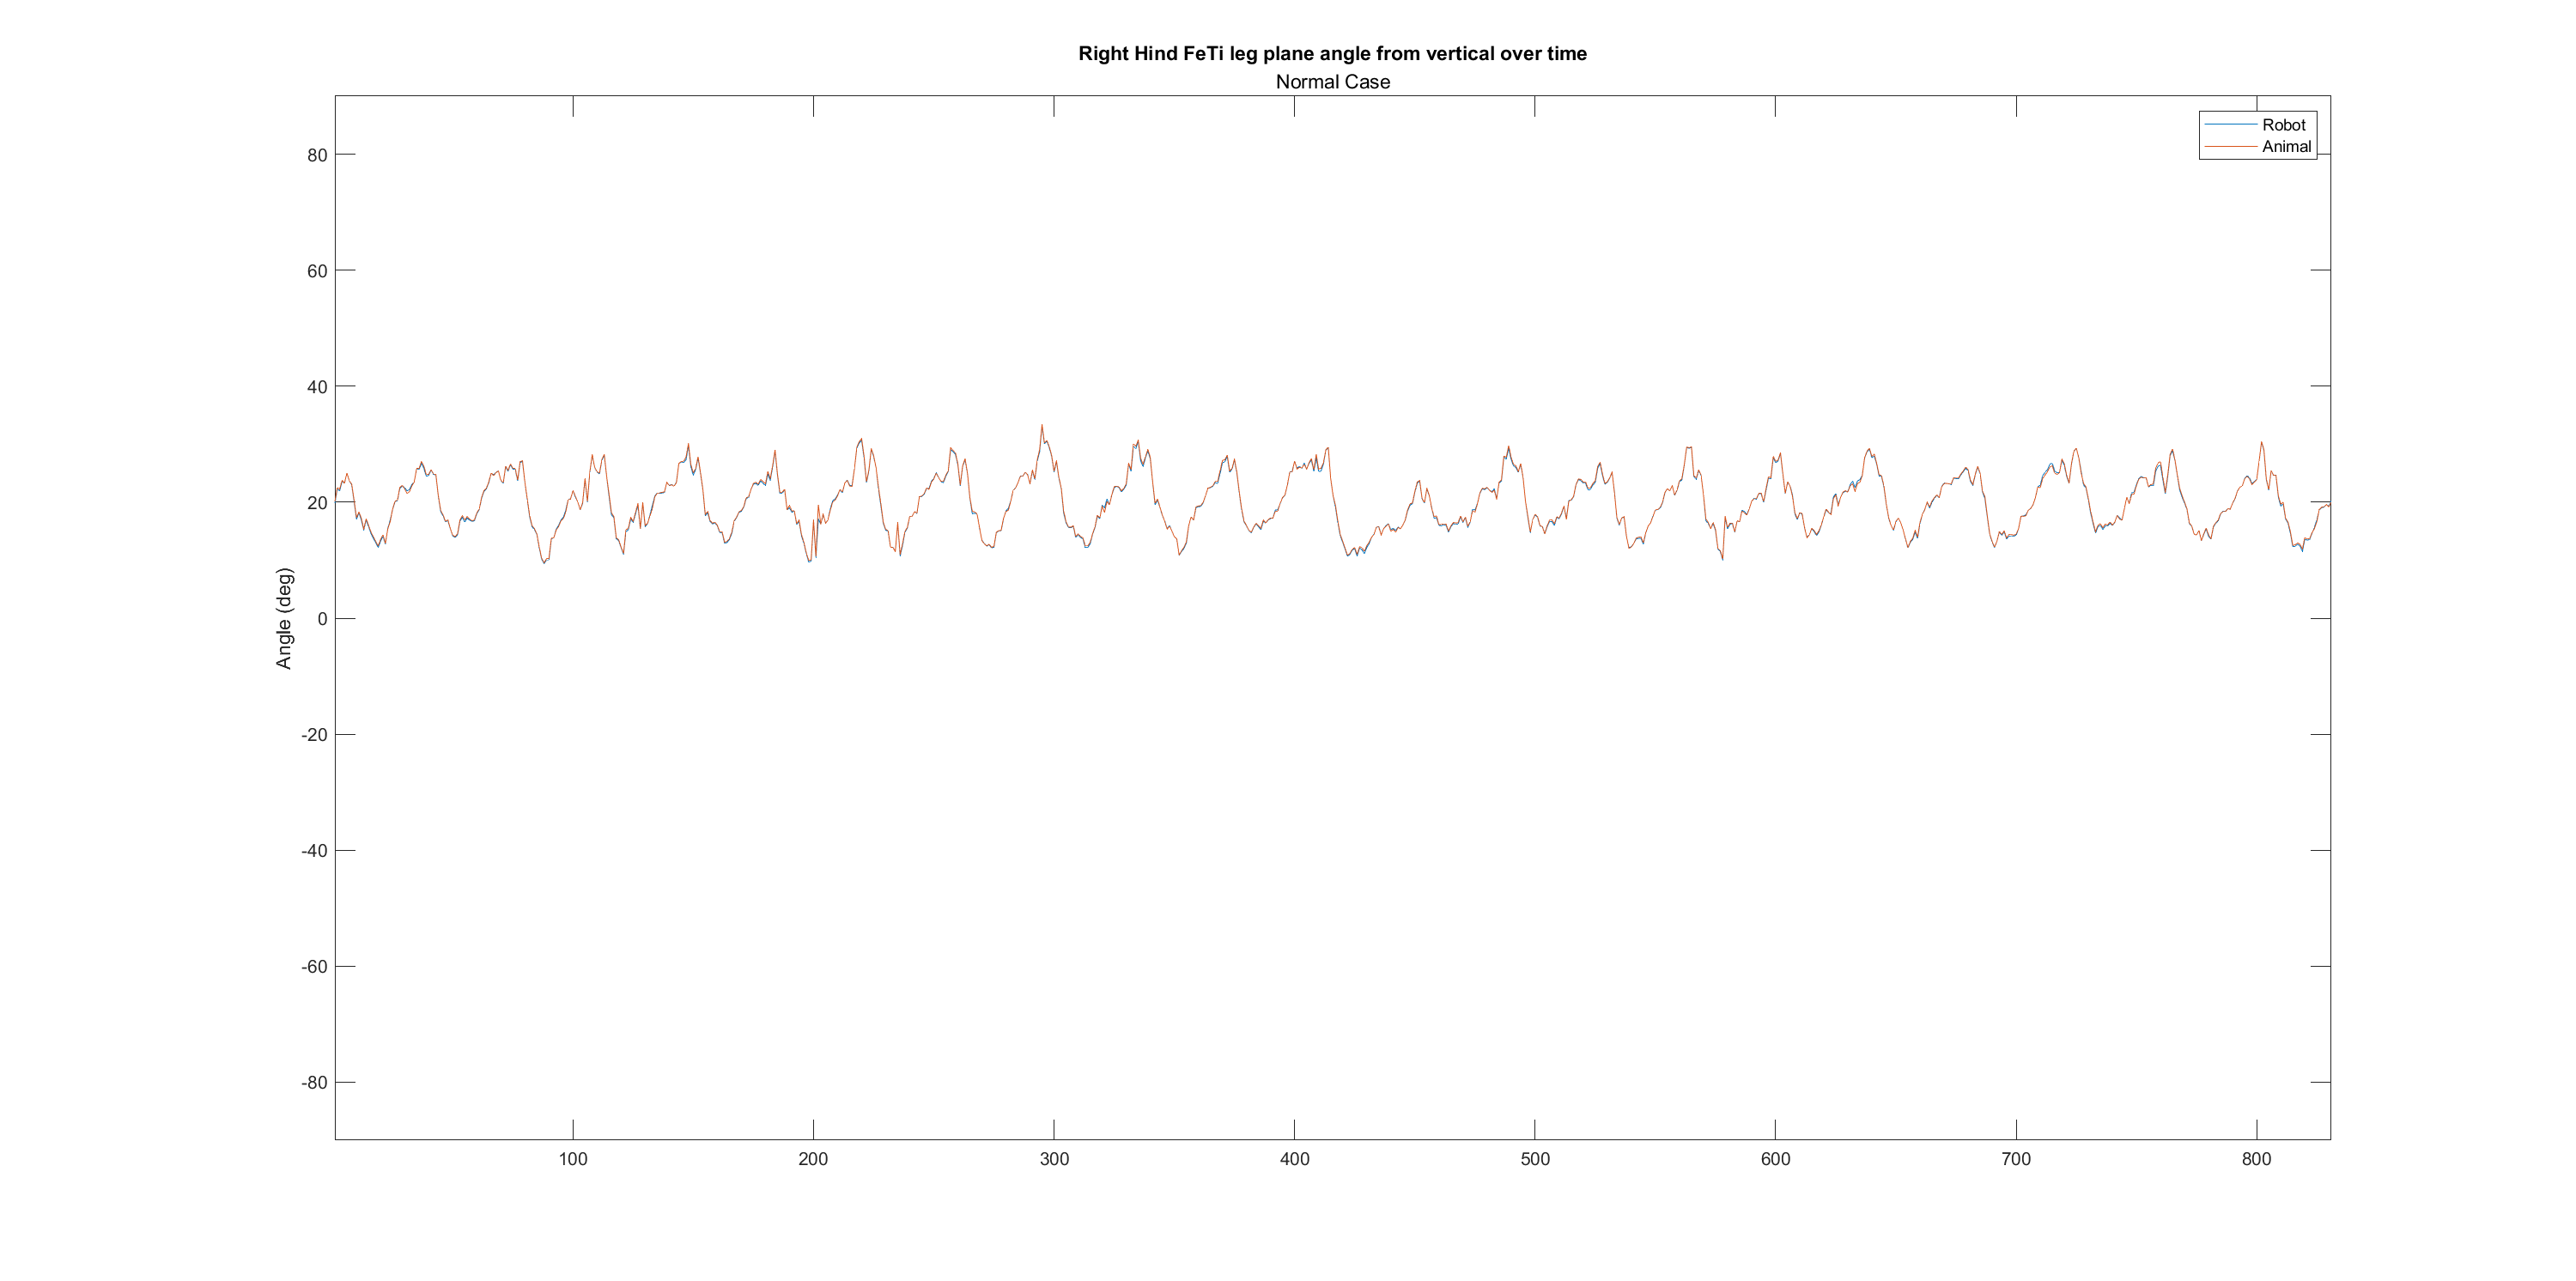 Right Hind FeTi leg plane angle from vertical over time
Normal Case
Robot
Animal
80
60
40
20
0
-20
-40
-60
-80
Angle (deg)
100 200 300 400 500 600 700 800